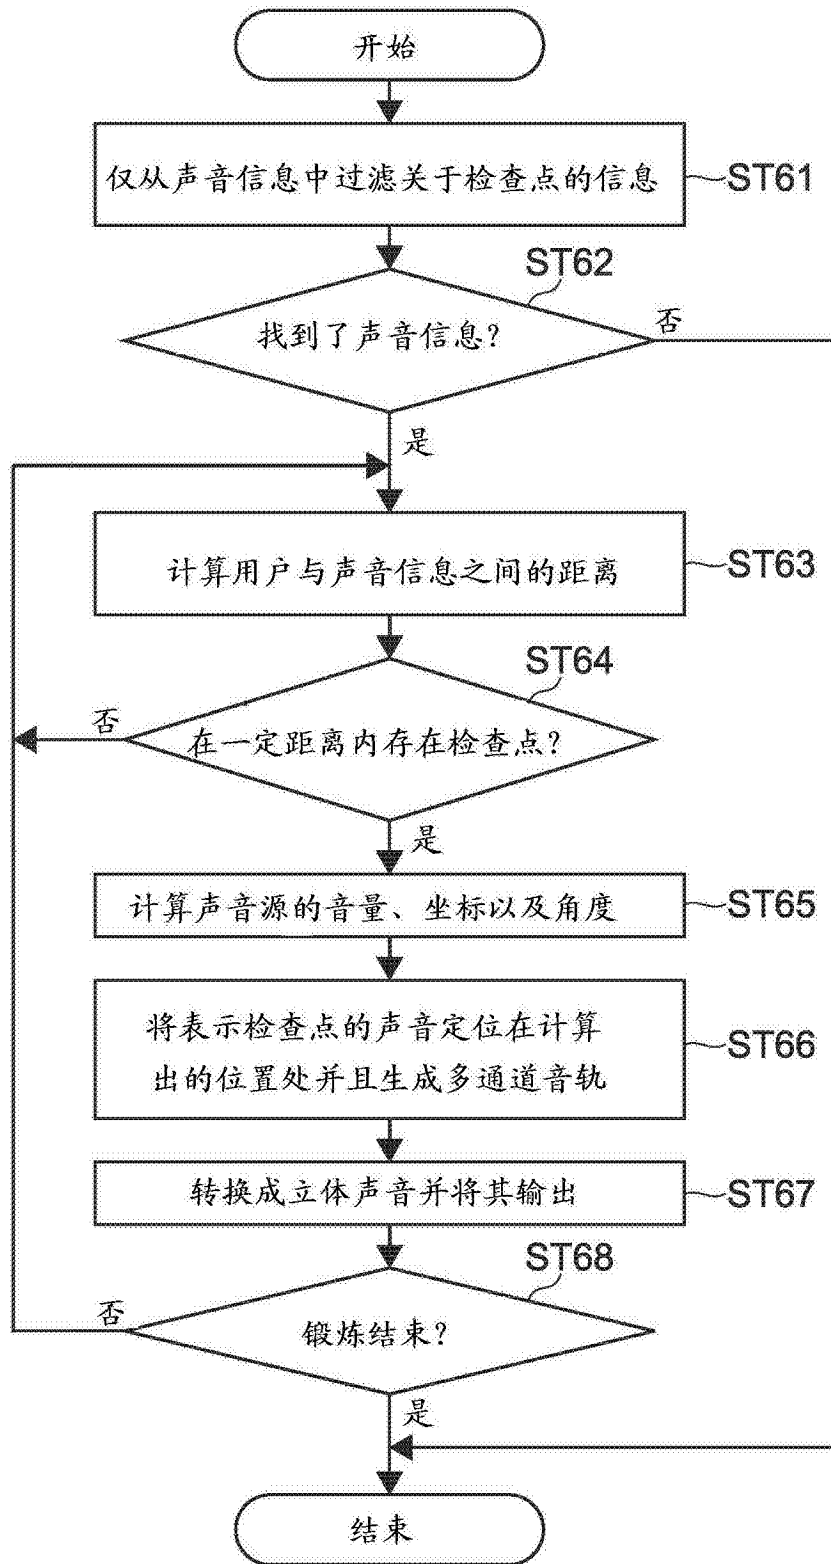 开始
仅从声音信息中过滤关于检查点的信息
ST61
ST62
找到了声音信息？
否
是
计算用户与声音信息之间的距离
ST63
ST64
否
在一定距离内存在检查点？
是
计算声音源的音量、坐标以及角度
ST65
将表示检查点的声音定位在计算
出的位置处并且生成多通道音轨
ST66
转换成立体声音并将其输出
ST67
ST68
否
锻炼结束？
是
结束